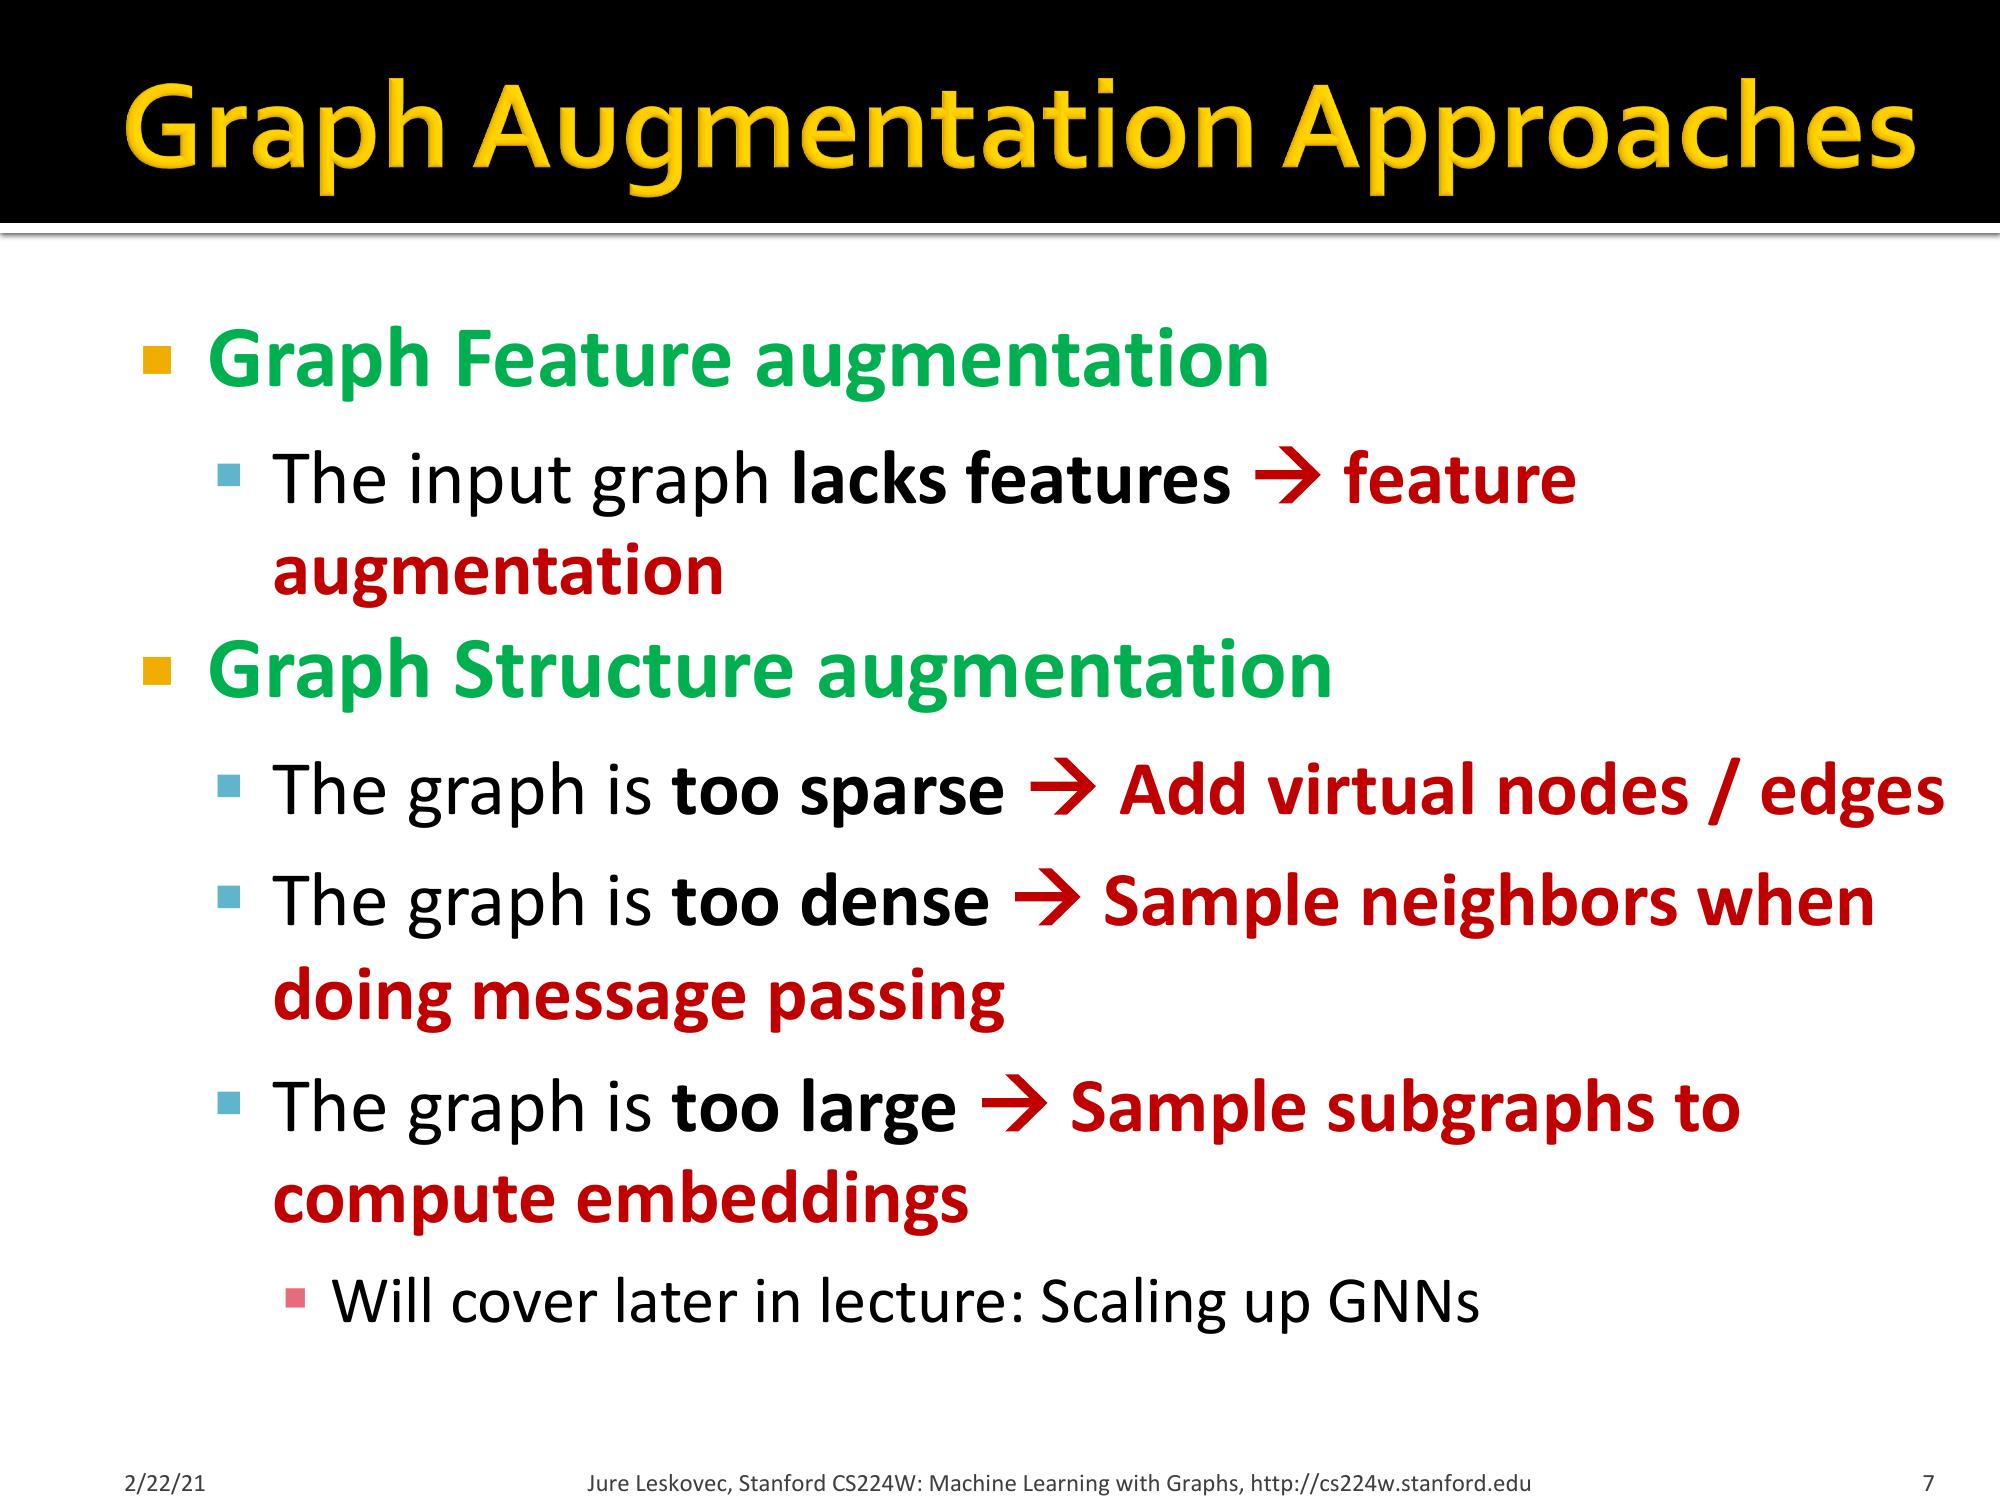 Graph Augmentation Approaches
Graph Feature augmentation
The input graph lacks features → feature
augmentation
Graph Structure augmentation
The graph is too sparse → Add virtual nodes / edges
The graph is too dense → Sample neighbors when
doing message passing
The graph is too large → Sample subgraphs to
compute embeddings
Will cover later in lecture: Scaling up GNNs
2/22/21
Jure Leskovec, Stanford CS224W: Machine Learning with Graphs, http://cs224w.stanford.edu
7